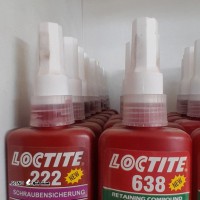 LOCTITE
222
NEW
SCHRAUBENSICHERUNG
LOCTITE
638
NEW
RETAINING COMPOUND